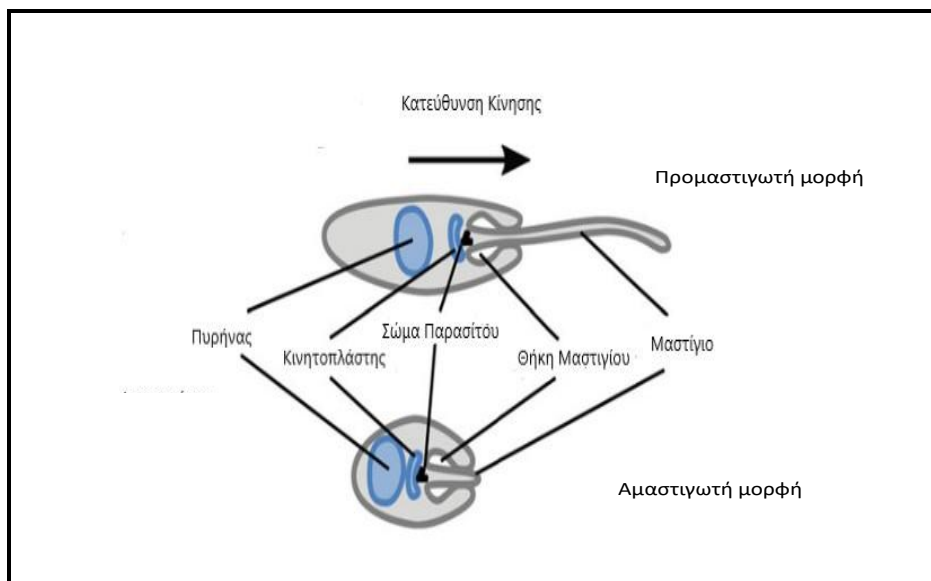 Κατεύθυνση Κίνησης
Προμαστιγωτή μορφή
Πυρήνας
Κινητοπλάστης
Σώμα Παρασίτου
Θήκη Μαστιγίου
Μαστίγιο
Αμαστιγωτή μορφή